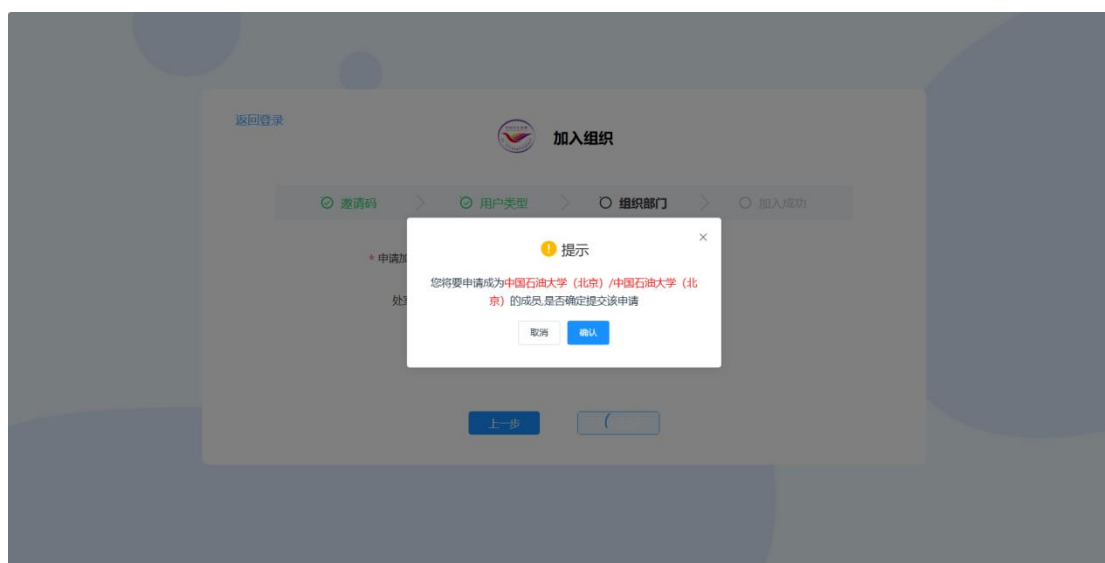 返回登录
加入组织
邀请码
用户类型
组织部门
加入成功
提示
* 申请加
您将要申请成为中国石油大学（北京）/中国石油大学（北
京）的成员,是否确定提交该申请
取消
确认
上一步